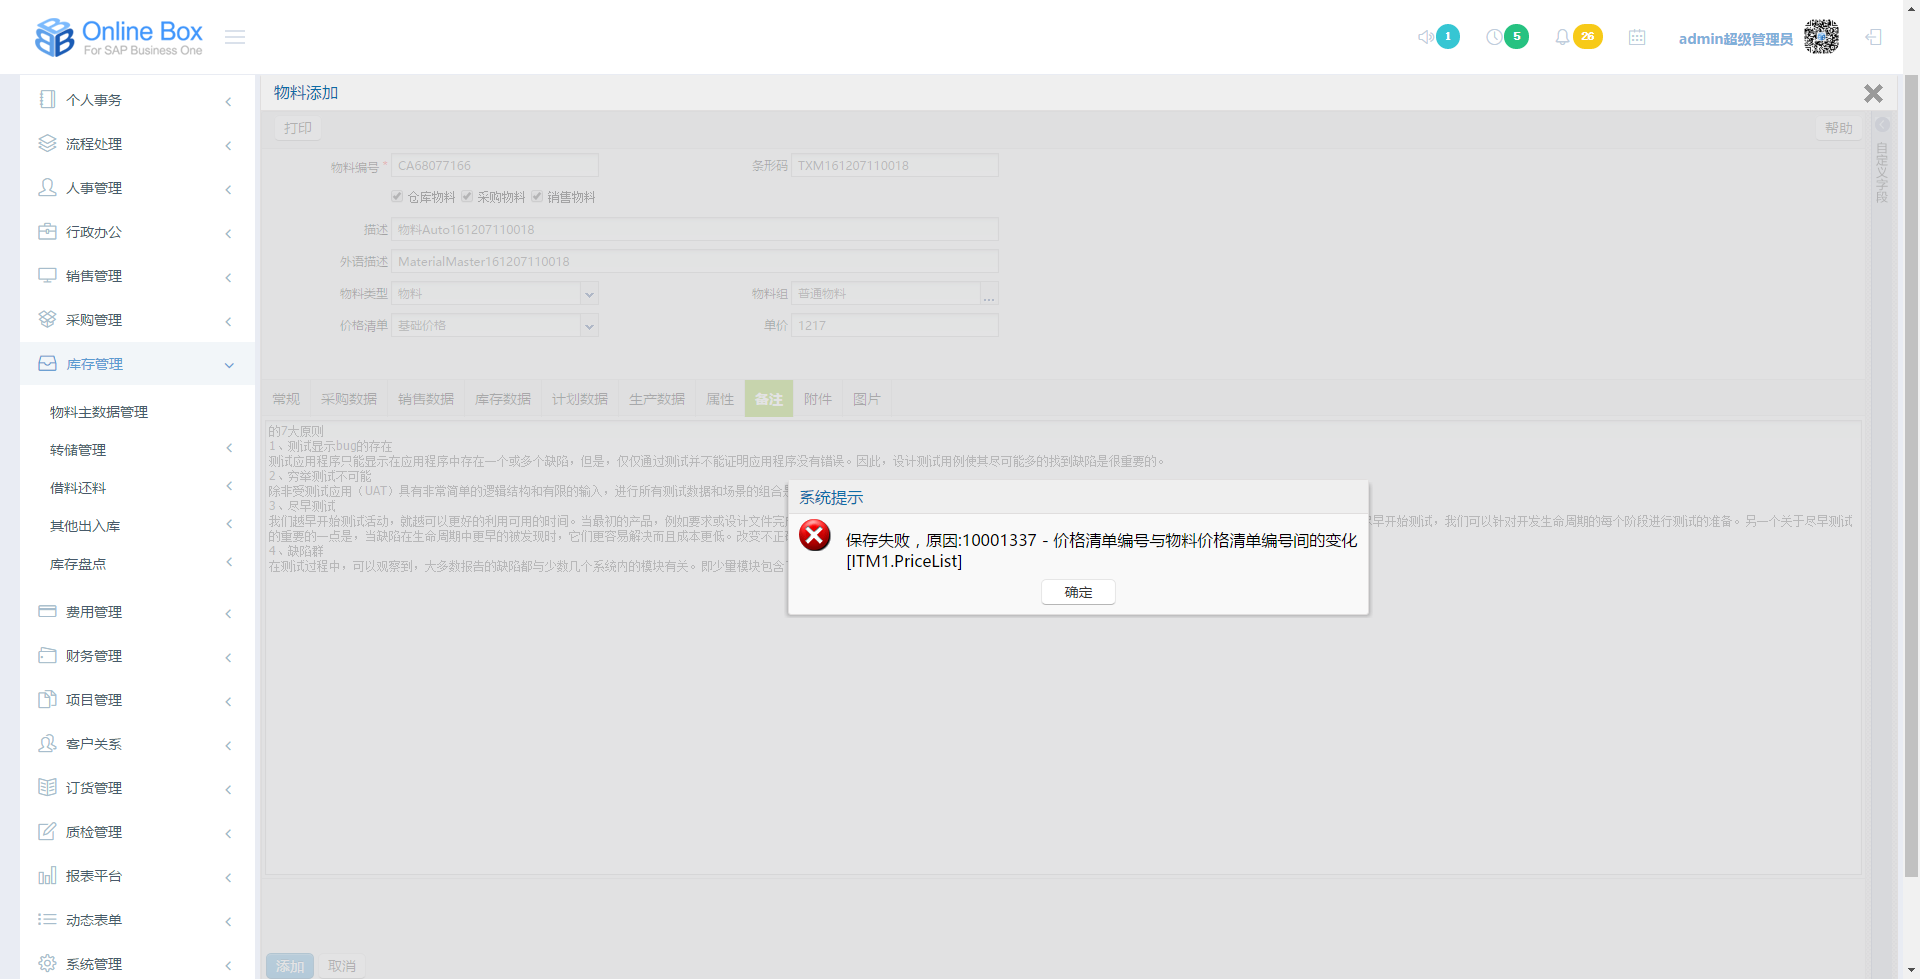 Online Box
For SAP Business One
1
5
26
admin超级管理员
个人事务
流程处理
人事管理
行政办公
销售管理
采购管理
库存管理
物料主数据管理
转储管理
借料还料
其他出入库
库存盘点
费用管理
财务管理
项目管理
客户关系
订货管理
质检管理
报表平台
动态表单
系统管理
物料添加
打印
帮助
自定义字段
物料编号 * CA68077166
条形码 TXM161207110018
仓库物料 采购物料 销售物料
描述 物料Auto161207110018
外语描述 MaterialMaster161207110018
物料类型 物料
物料组 普通物料 ...
价格清单 基础价格
单价 1217
常规 采购数据 销售数据 库存数据 计划数据 生产数据 属性 备注 附件 图片
的7大原则
1、测试显示bug的存在
测试应用程序只能显示在应用程序中存在一个或多个缺陷，但是，仅仅通过测试并不能证明应用程序没有错误。因此，设计测试用例使其尽可能多的找到缺陷是很重要的。
2、穷举测试不可能
除非受测试应用（UAT）具有非常简单的逻辑结构和有限的输入，进行所有测试数据和场景的组合是
3、尽早测试
我们越早开始测试活动，就越可以更好的利用可用的时间。当最初的产品，例如要求或设计文件完成 早开始测试，我们可以针对开发生命周期的每个阶段进行测试的准备。另一个关于尽早测试
的重要的一点是，当缺陷在生命周期中更早的被发现时，它们更容易解决而且成本更低。改变不正确
4、缺陷群
在测试过程中，可以观察到，大多数报告的缺陷都与少数几个系统内的模块有关。即少量模块包含
系统提示
保存失败，原因:10001337 - 价格清单编号与物料价格清单编号间的变化
[ITM1.PriceList]
确定
添加 取消